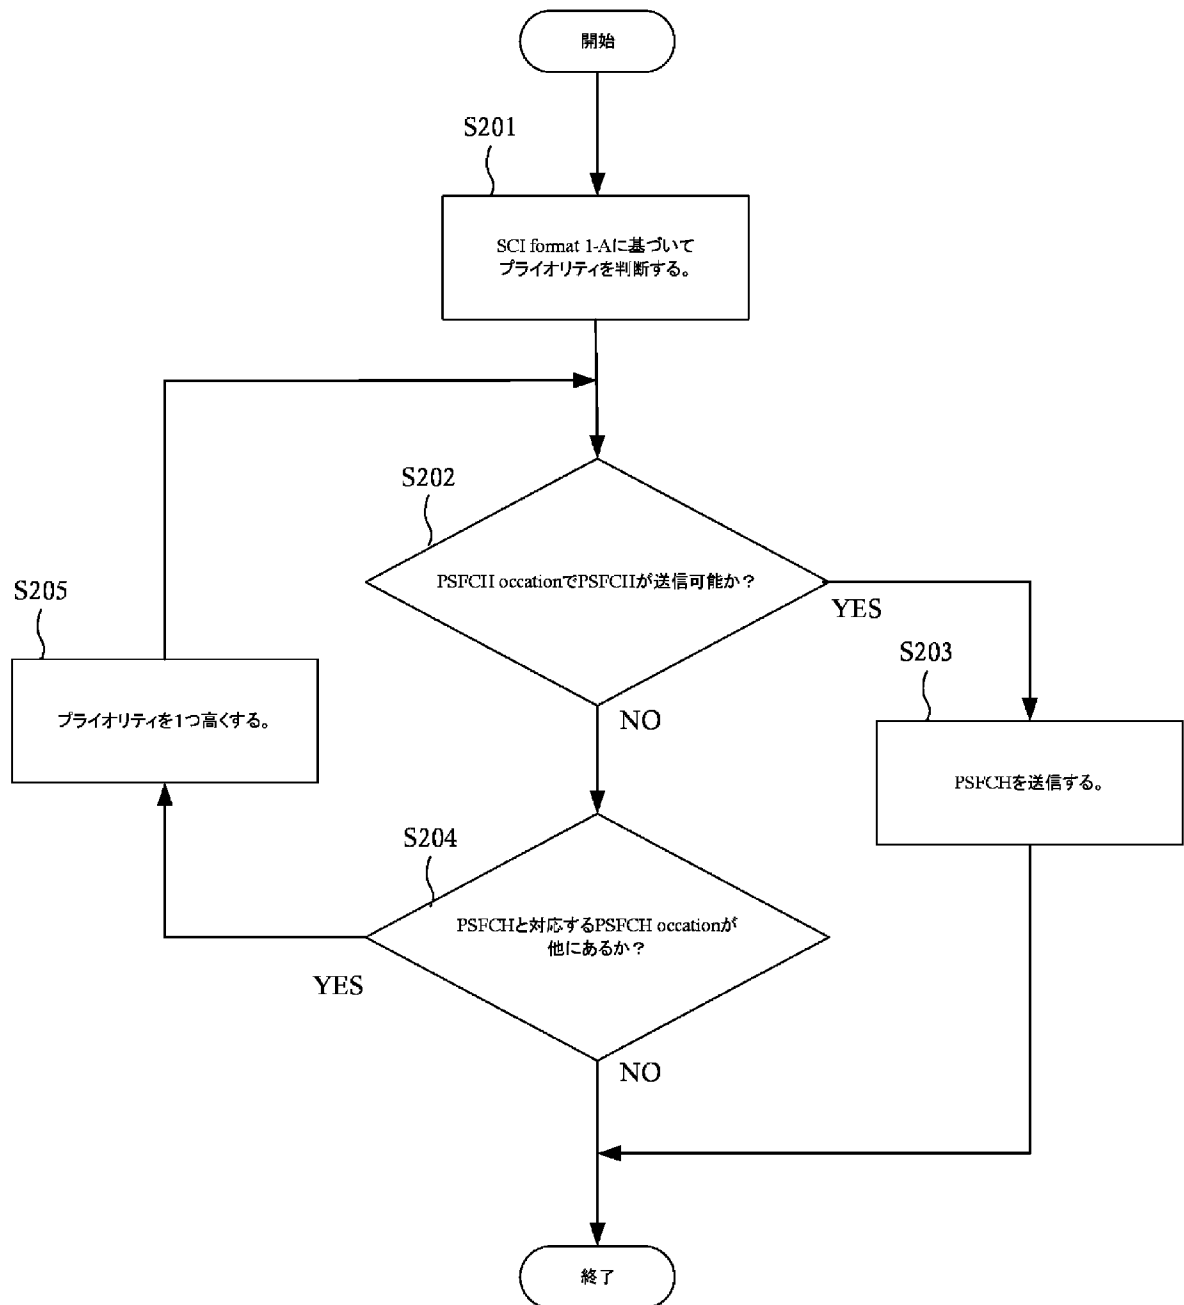 開始
S201
SCI format 1-Aに基づいて
プライオリティを判断する。
S202
PSFCH occationでPSFCHが送信可能か？
YES
S205
プライオリティを1つ高くする。
S203
PSFCHを送信する。
NO
S204
PSFCHと対応するPSFCH occationが
他にあるか？
YES
NO
終了